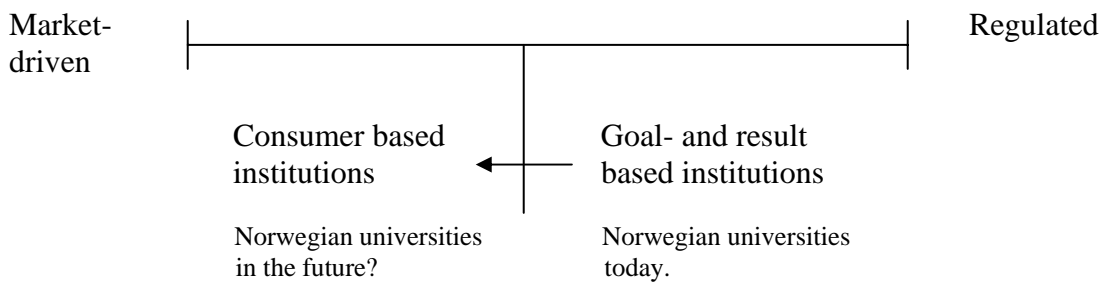 Market-
driven
Regulated
Consumer based
institutions
Goal- and result
based institutions
Norwegian universities
in the future?
Norwegian universities
today.